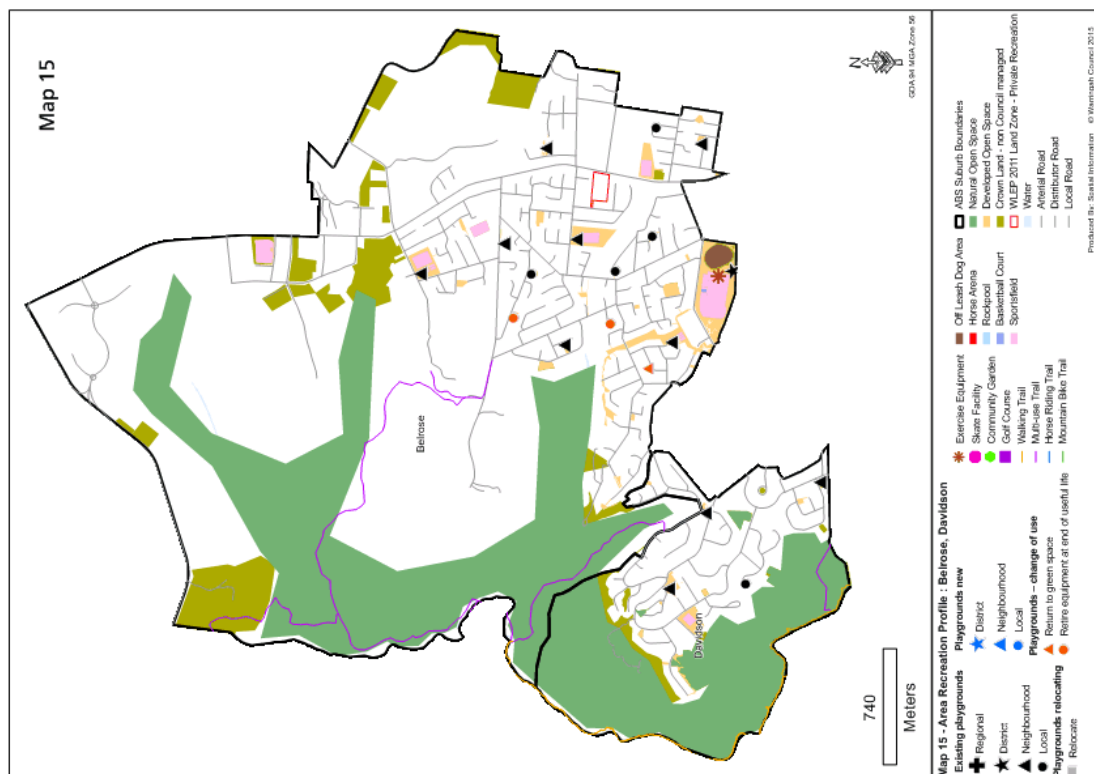 Map 15
N
GDA 94 MGA Zone 56
Belrose
Davidson
740
Meters
Map 15 - Area Recreation Profile : Belrose, Davidson
Existing playgrounds
Regional
District
Neighbourhood
Local
Playgrounds relocating
Relocate
Playgrounds new
District
Neighbourhood
Local
Playgrounds – change of use
Return to green space
Retire equipment at end of useful life
Exercise Equipment
Skate Facility
Community Garden
Golf Course
Walking Trail
Multi-use Trail
Horse Riding Trail
Mountain Bike Trail
Off Leash Dog Area
Horse Arena
Rockpool
Basketball Court
Sportsfield
ABS Suburb Boundaries
Natural Open Space
Developed Open Space
Crown Land - non Council managed
WLEP 2011 Land Zone - Private Recreation
Water
Arterial Road
Distributor Road
Local Road
Produced By: Spatial Information © Warringah Council 2015